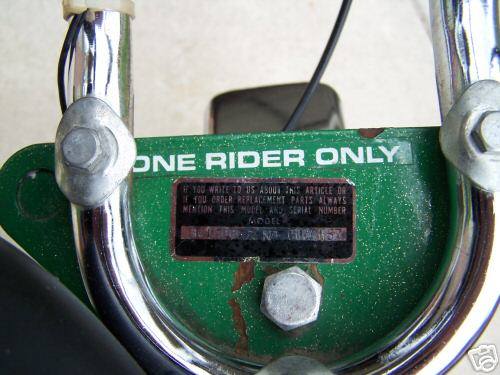 ONE RIDER ONLY
IF YOU WRITE TO US ABOUT THIS ARTICLE OR
IF YOU ORDER REPLACEMENT PARTS ALWAYS
MENTION THIS MODEL AND SERIAL NUMBER
MODEL